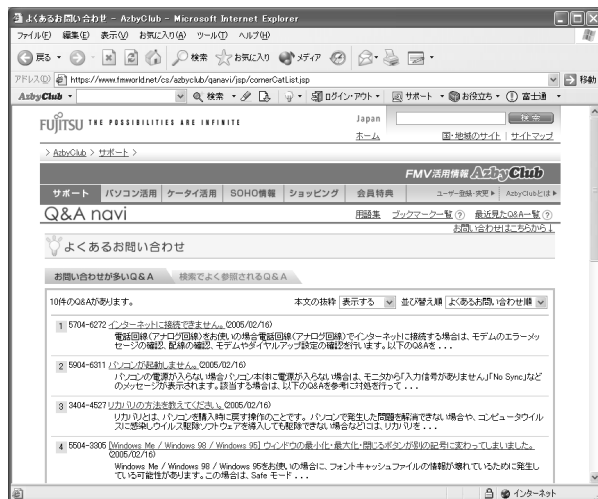 よくあるお問い合わせ - AzbyClub - Microsoft Internet Explorer
ファイル(F) 編集(E) 表示(V) お気に入り(A) ツール(T) ヘルプ(H)
戻る 検索 お気に入り メディア
アドレス(D) https://www.fmworld.net/cs/azbyclub/qanavi/jsp/cornerCatList.jsp 移動
AzbyClub 検索 ログイン・アウト サポート お役立ち 富士通
FUJITSU THE POSSIBILITIES ARE INFINITE Japan 検索
ホーム 国・地域のサイト サイトマップ
> AzbyClub > サポート >
FMV活用情報 AzbyClub
サポート パソコン活用 ケータイ活用 SOHO情報 ショッピング 会員特典 ユーザー登録・変更 AzbyClubとは
Q&A navi 用語集 ブックマーク一覧 ? 最近見たQ&A一覧 ?
お問い合わせはこちらから↓
よくあるお問い合わせ
お問い合わせが多いQ&A 検索でよく参照されるQ&A
10件のQ&Aがあります。 本文の抜粋 表示する 並び替え順 よくあるお問い合わせ順
1 5704-6272 インターネットに接続できません。(2005/02/16)
電話回線(アナログ回線)をお使いの場合電話回線(アナログ回線)でインターネットに接続する場合は、モデムのエラーメッ
セージの確認、配線の確認、モデムやダイヤルアップ設定の確認を行います。以下のQ&Aを...
2 5904-6311 パソコンが起動しません。(2005/02/16)
パソコンの電源が入らない場合パソコン本体に電源が入らない場合は、モニタから「入力信号がありません」「No Sync」など
のメッセージが表示されます。該当する場合は、以下のQ&Aを参考に対処を行って...
3 3404-4527 リカバリの方法を教えてください。(2005/02/16)
リカバリとは、パソコンを購入時に戻す操作のことです。パソコンで発生した問題を解消できない場合や、コンピュータウイル
スに感染しウイルス駆除ソフトウェアを導入しても駆除できない場合などには、リカバリを...
4 5504-3305 [Windows Me / Windows 98 / Windows 95] ウィンドウの最小化・最大化・閉じるボタンが別の記号に変わってしまいました。
(2005/02/16)
Windows Me / Windows 98 / Windows 95をお使いの場合に、フォントキャッシュファイルの情報が壊れているために発生し
ている可能性があります。この場合は、Safe モード...
インターネット